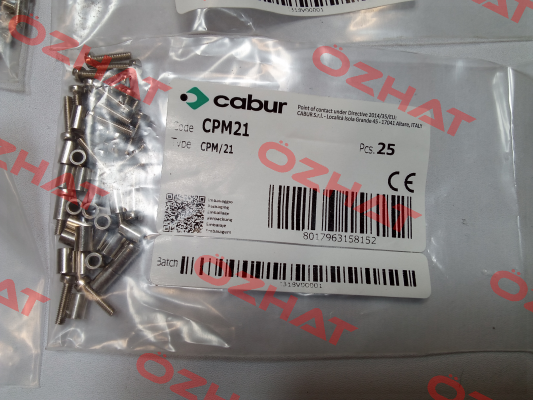 cabur
Point of contact under Directive 2014/35/EU:
CABUR S.r.l. - Località Isola Grande 45 - 17041 Altare, ITALY
Code CPM21
Type CPM/21
Pcs. 25
CE
8017963158152
Batch
ÖZHAT
ÖZHAT
ÖZHAT
ÖZHAT
ÖZHAT